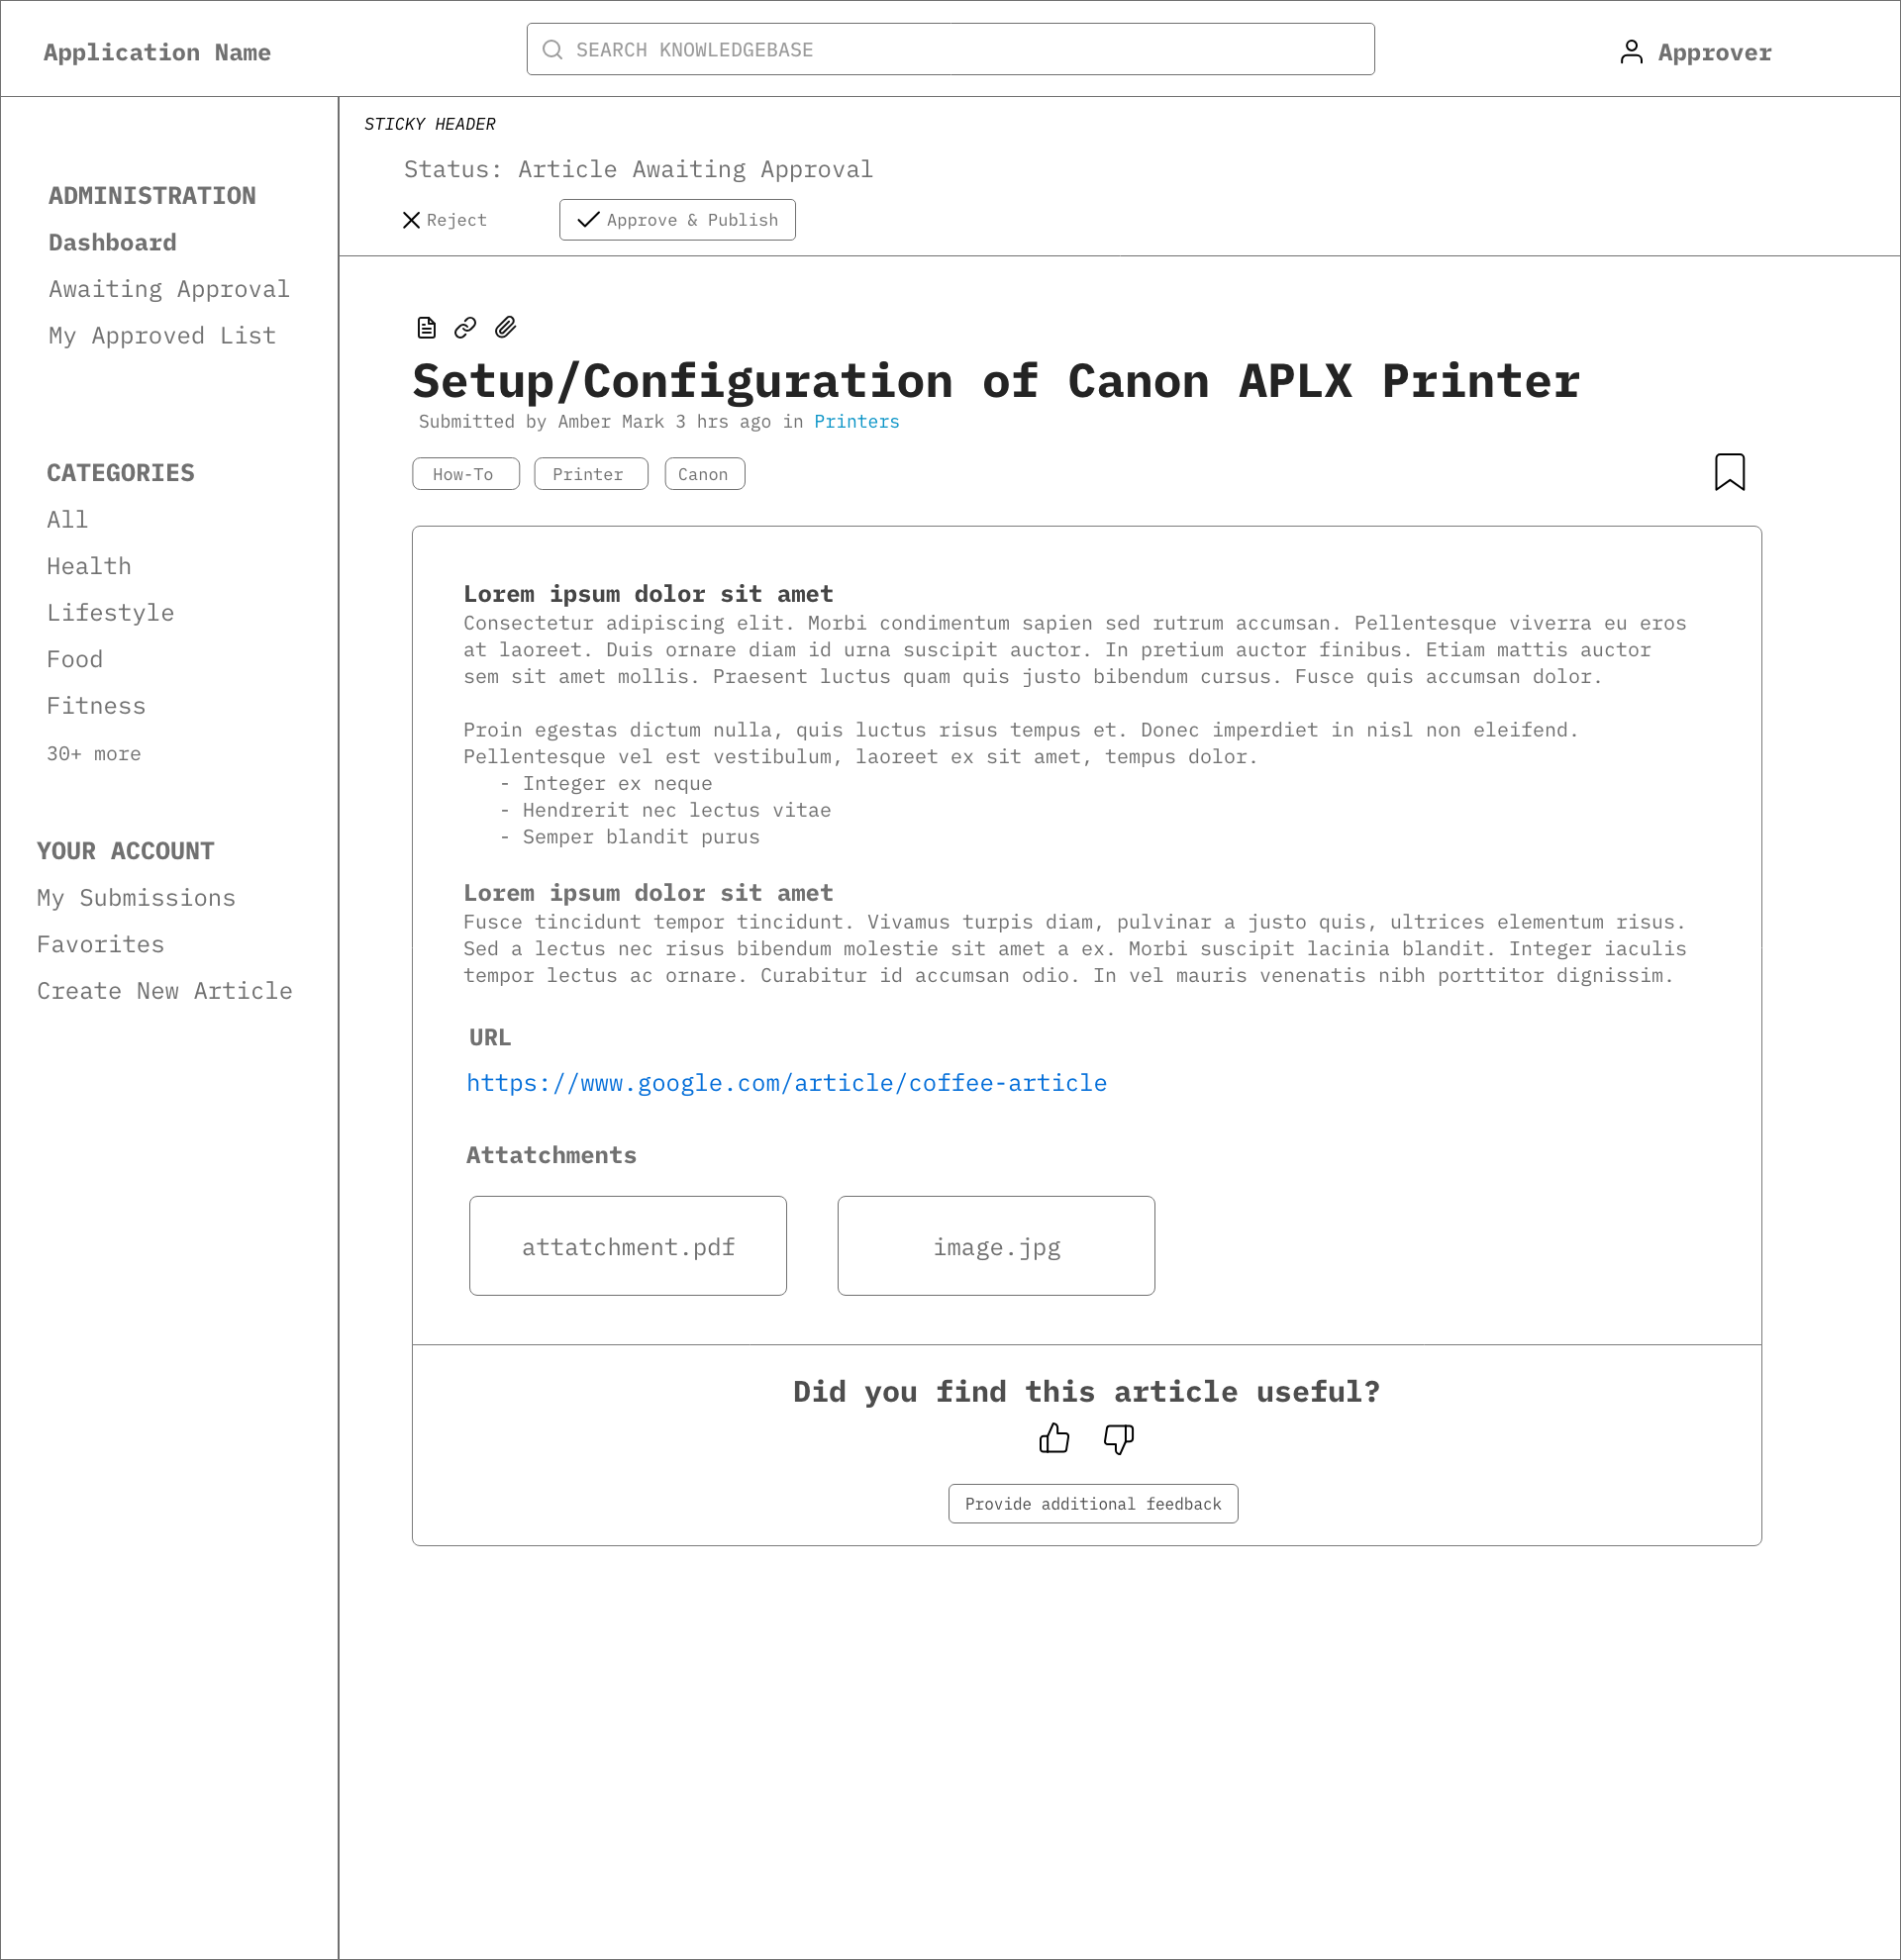 Application Name
SEARCH KNOWLEDGEBASE
Approver
ADMINISTRATION
Dashboard
Awaiting Approval
My Approved List
CATEGORIES
All
Health
Lifestyle
Food
Fitness
30+ more
YOUR ACCOUNT
My Submissions
Favorites
Create New Article
STICKY HEADER
Status: Article Awaiting Approval
Reject
Approve & Publish
Setup/Configuration of Canon APLX Printer
Submitted by Amber Mark 3 hrs ago in Printers
How-To
Printer
Canon
Lorem ipsum dolor sit amet
Consectetur adipiscing elit. Morbi condimentum sapien sed rutrum accumsan. Pellentesque viverra eu eros
at laoreet. Duis ornare diam id urna suscipit auctor. In pretium auctor finibus. Etiam mattis auctor
sem sit amet mollis. Praesent luctus quam quis justo bibendum cursus. Fusce quis accumsan dolor.
Proin egestas dictum nulla, quis luctus risus tempus et. Donec imperdiet in nisl non eleifend.
Pellentesque vel est vestibulum, laoreet ex sit amet, tempus dolor.
- Integer ex neque
- Hendrerit nec lectus vitae
- Semper blandit purus
Lorem ipsum dolor sit amet
Fusce tincidunt tempor tincidunt. Vivamus turpis diam, pulvinar a justo quis, ultrices elementum risus.
Sed a lectus nec risus bibendum molestie sit amet a ex. Morbi suscipit lacinia blandit. Integer iaculis
tempor lectus ac ornare. Curabitur id accumsan odio. In vel mauris venenatis nibh porttitor dignissim.
URL
https://www.google.com/article/coffee-article
Attatchments
attatchment.pdf
image.jpg
Did you find this article useful?
Provide additional feedback